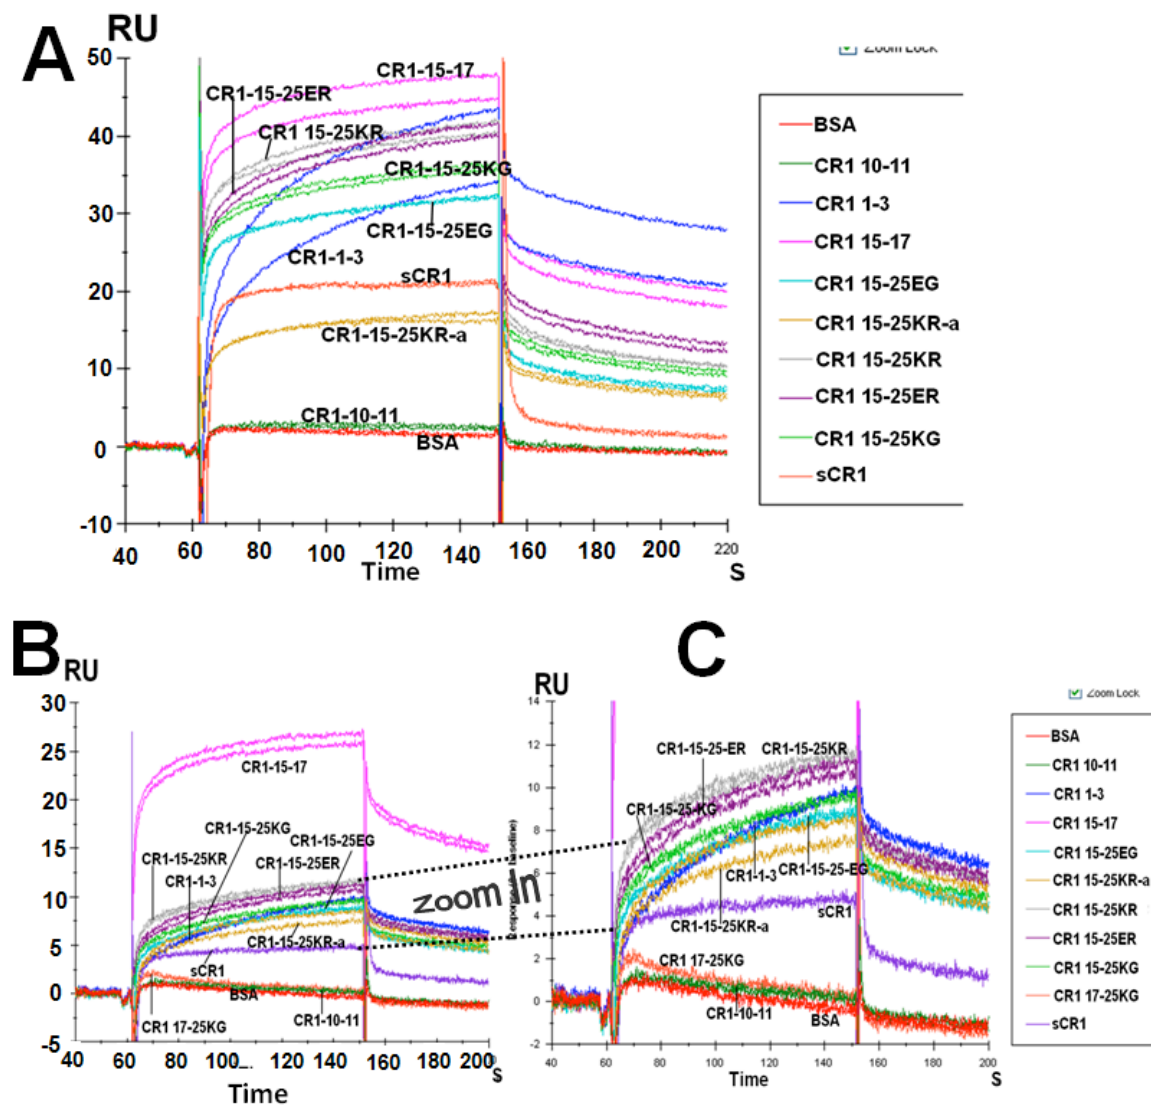 A
RU
50
40
30
20
10
0
-10
40
60
80
100
120
140
160
180
200
220
Time
S
CR1-15-17
CR1-15-25ER
CR1 15-25KR
CR1-15-25KG
CR1-15-25EG
CR1-1-3
sCR1
CR1-15-25KR-a
CR1-10-11
BSA
Zoom Lock
BSA
CR1 10-11
CR1 1-3
CR1 15-17
CR1 15-25EG
CR1 15-25KR-a
CR1 15-25KR
CR1 15-25ER
CR1 15-25KG
sCR1
B
RU
30
25
20
15
10
5
0
-5
40
60
80
100
120
140
160
180
200
S
Time
CR1-15-17
CR1-15-25KG
CR1-15-25EG
CR1-15-25KR
CR1-15-25ER
CR1-1-3
CR1-15-25KR-a
sCR1
BSA
CR1-10-11
CR1 17-25KG
zoom in
C
RU
14
12
10
8
6
4
2
0
-2
40
60
80
100
120
140
160
180
200
Time
S
baseline)
CR1-15-25-ER
CR1-15-25KR
CR1-15-25-KG
CR1-1-3
CR1-15-25-EG
CR1-15-25KR-a
sCR1
CR1 17-25KG
CR1-10-11
BSA
Zoom Lock
BSA
CR1 10-11
CR1 1-3
CR1 15-17
CR1 15-25EG
CR1 15-25KR-a
CR1 15-25KR
CR1 15-25ER
CR1 15-25KG
CR1 17-25KG
sCR1